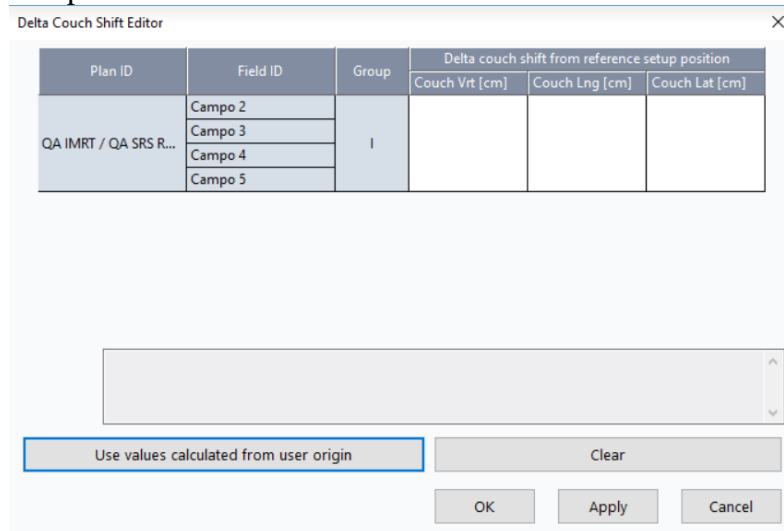 Delta Couch Shift Editor
Plan ID Field ID Group Delta couch shift from reference setup position
Couch Vrt [cm] Couch Lng [cm] Couch Lat [cm]
Campo 2
Campo 3
QA IMRT / QA SRS R... I
Campo 4
Campo 5
Use values calculated from user origin Clear
OK Apply Cancel